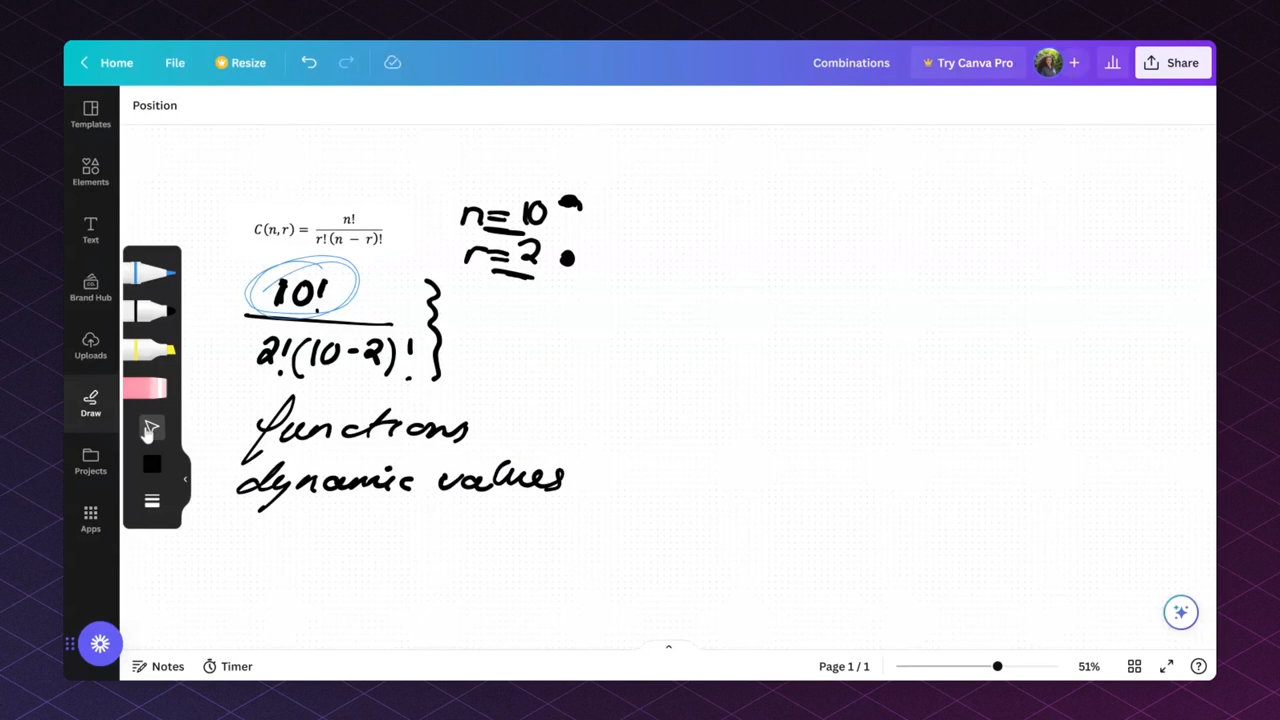 Home File Resize Combinations Try Canva Pro + Share
Position
Templates
Elements
Text
Brand Hub
Uploads
Draw
Projects
Apps
C(n, r) = n! / r! (n − r)!
n = 10
r = 2
10!
2!(10-2)!
functions
dynamic values
Notes Timer Page 1 / 1 51%